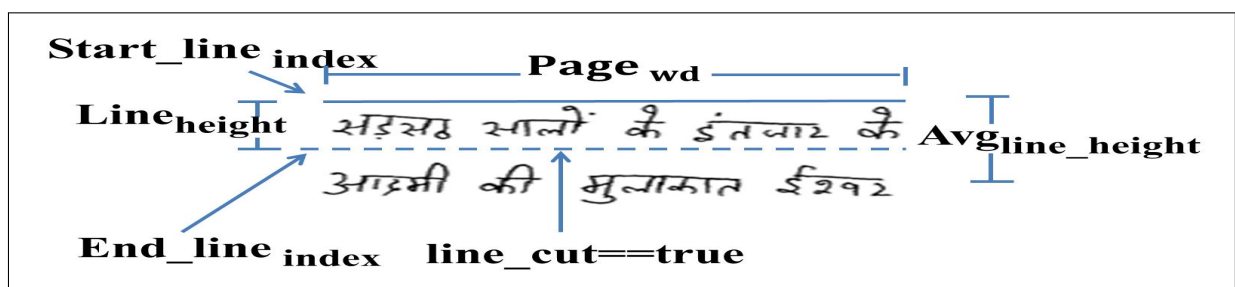 Start_line index
Page wd
Line height
सड़सठ सालों के इंतजार के
Avg line_height
आदमी की मुलाकात ईश्वर
End_line index
line_cut==true